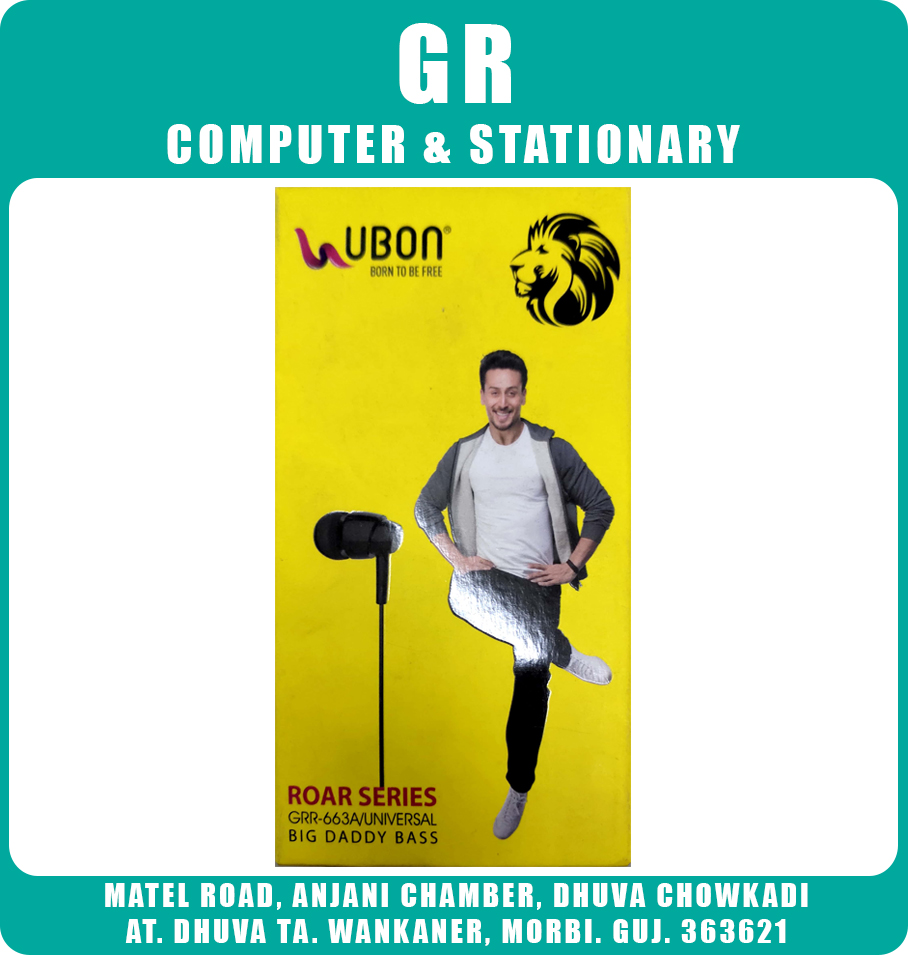 GR
COMPUTER & STATIONARY
UBON®
BORN TO BE FREE
ROAR SERIES
GRR-663A/UNIVERSAL
BIG DADDY BASS
MATEL ROAD, ANJANI CHAMBER, DHUVA CHOWKADI
AT. DHUVA TA. WANKANER, MORBI. GUJ. 363621